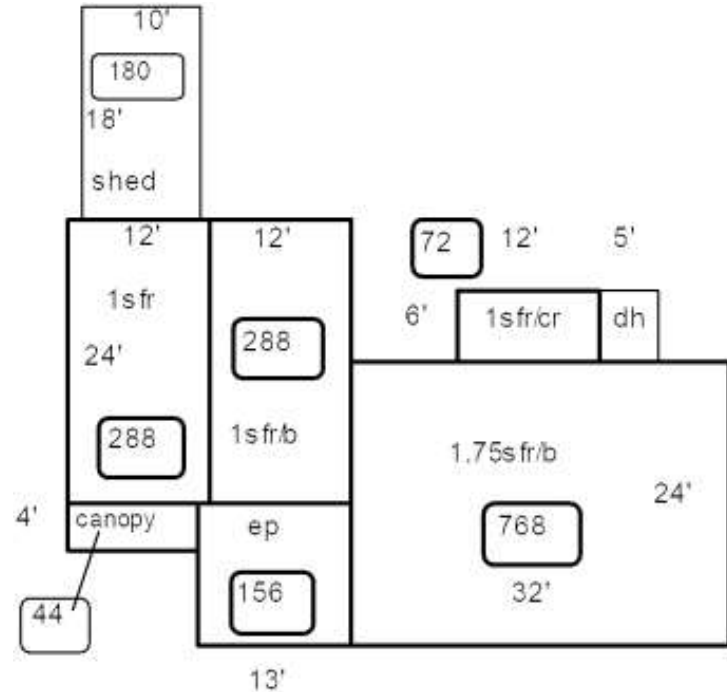 10'
180
18'
shed
12'
12'
72
12'
5'
1sfr
6'
1sfr/cr
dh
288
24'
288
1sfr/b
1.75sfr/b
24'
4'
canopy
ep
768
156
32'
44
13'